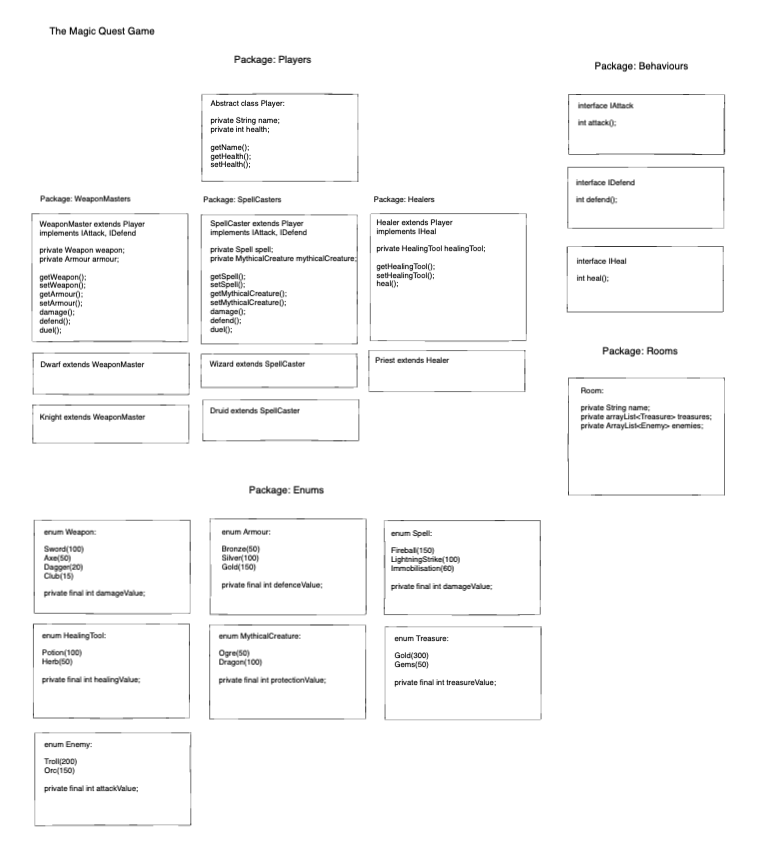 The Magic Quest Game
Package: Players
Abstract class Player:
private String name;
private int health;
getName();
getHealth();
setHealth();
Package: Behaviours
interface IAttack
int attack();
interface IDefend
int defend();
interface IHeal
int heal();
Package: WeaponMasters
WeaponMaster extends Player
implements IAttack, IDefend
private Weapon weapon;
private Armour armour;
getWeapon();
setWeapon();
getArmour();
setArmour();
damage();
defend();
duel();
Dwarf extends WeaponMaster
Knight extends WeaponMaster
Package: SpellCasters
SpellCaster extends Player
implements IAttack, IDefend
private Spell spell;
private MythicalCreature mythicalCreature;
getSpell();
setSpell();
getMythicalCreature();
setMythicalCreature();
damage();
defend();
duel();
Wizard extends SpellCaster
Druid extends SpellCaster
Package: Healers
Healer extends Player
implements IHeal
private HealingTool healingTool;
getHealingTool();
setHealingTool();
heal();
Priest extends Healer
Package: Rooms
Room:
private String name;
private arrayList<Treasure> treasures;
private ArrayList<Enemy> enemies;
Package: Enums
enum Weapon:
Sword(100)
Axe(50)
Dagger(20)
Club(15)
private final int damageValue;
enum Armour:
Bronze(50)
Silver(100)
Gold(150)
private final int defenceValue;
enum Spell:
Fireball(150)
LightningStrike(100)
Immobilisation(60)
private final int damageValue;
enum HealingTool:
Potion(100)
Herb(50)
private final int healingValue;
enum MythicalCreature:
Ogre(50)
Dragon(100)
private final int protectionValue;
enum Treasure:
Gold(300)
Gems(50)
private final int treasureValue;
enum Enemy:
Troll(200)
Orc(150)
private final int attackValue;